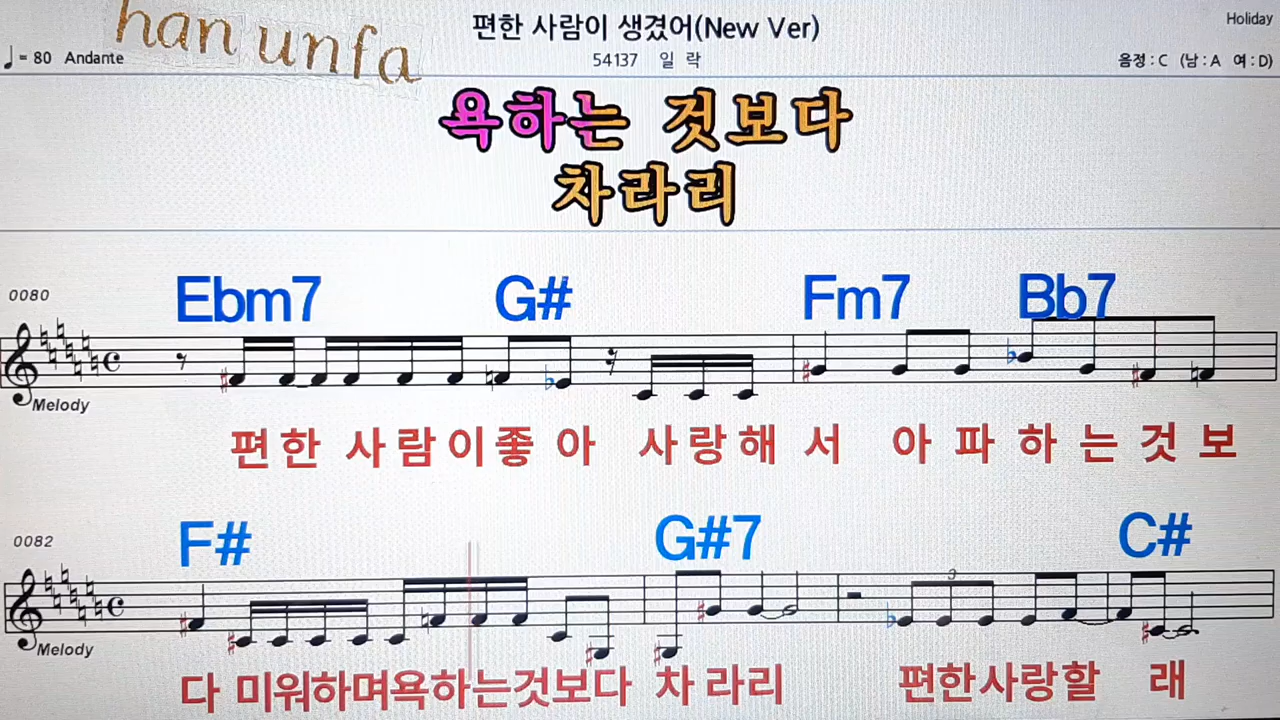 han unfa
편한 사람이 생겼어(New Ver)
Holiday
♩= 80 Andante
54137 일 락
음정 : C (남 : A 여 : D)
욕하는 것보다
차라리
0080
Ebm7 G# Fm7 Bb7
Melody
편한 사람이좋 아 사랑해 서 아 파 하 는 것 보
0082
F# G#7 C#
3
Melody
다 미워하며욕하는것보다 차 라리 편한사랑할 래